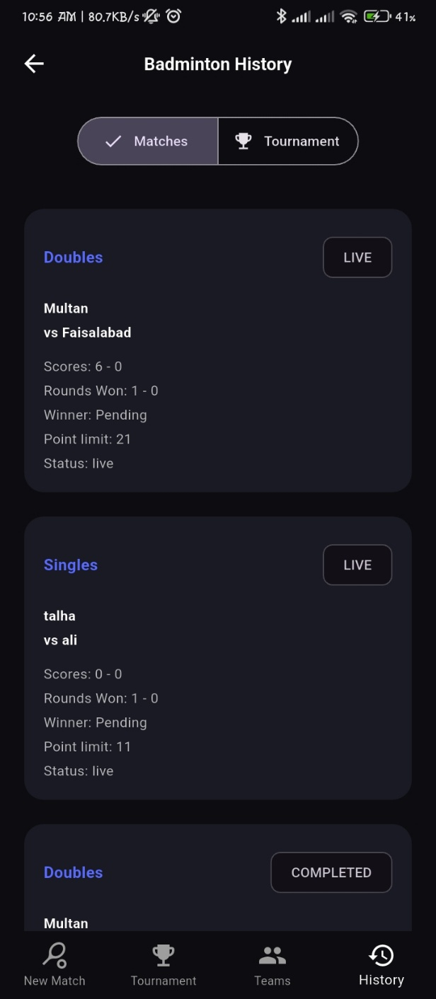 10:56 AM | 80.7KB/s 41%
Badminton History
Matches Tournament
Doubles LIVE
Multan
vs Faisalabad
Scores: 6 - 0
Rounds Won: 1 - 0
Winner: Pending
Point limit: 21
Status: live
Singles LIVE
talha
vs ali
Scores: 0 - 0
Rounds Won: 1 - 0
Winner: Pending
Point limit: 11
Status: live
Doubles COMPLETED
Multan
New Match Tournament Teams History